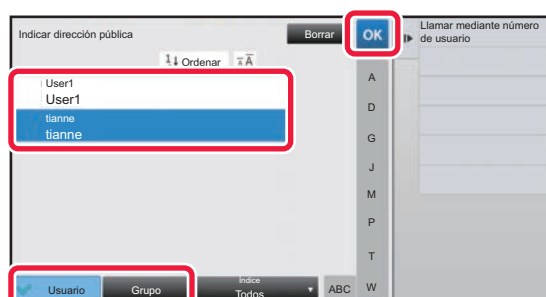 Indicar dirección pública
Borrar
OK
Llamar mediante número
de usuario
Ordenar
User1
User1
tianne
tianne
A
D
G
J
M
P
T
W
Usuario
Grupo
Índice
Todos
ABC